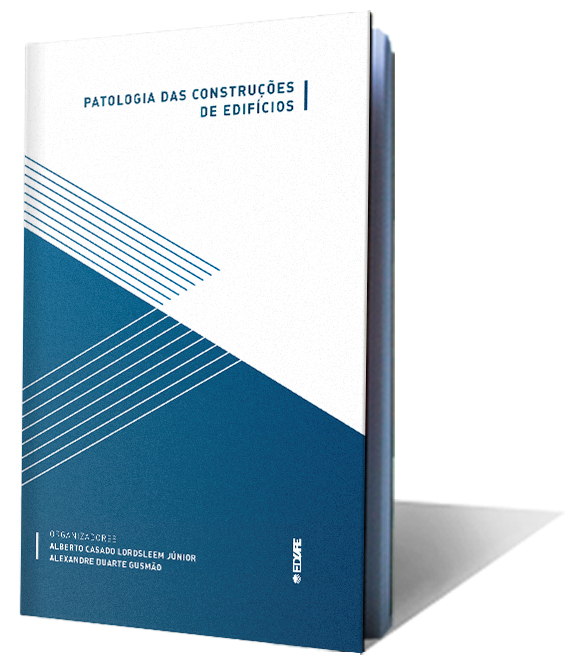 PATOLOGIA DAS CONSTRUÇÕES
DE EDIFÍCIOS
ORGANIZADORES
ALBERTO CASADO LORDSLEEM JÚNIOR
ALEXANDRE DUARTE GUSMÃO
EDUPE